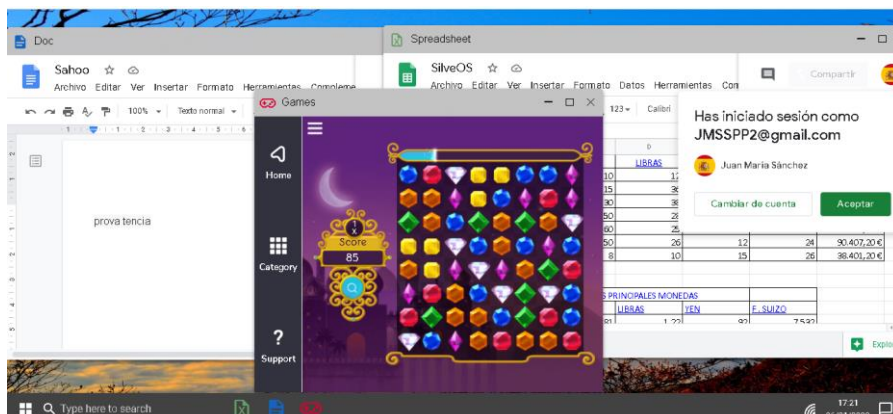 Doc
Sahoo
Archivo Editar Ver Insertar Formato Herramientas Compleme
100% Texto normal
prova tencia
Spreadsheet
SilveOS
Archivo Editar Ver Insertar Formato Datos Herramientas Con
Compartir
123 Calibri
Has iniciado sesión como
JMSSPP2@gmail.com
Juan Maria Sánchez
Cambiar de cuenta Aceptar
D
LIBRAS
10
15
30
50
60
50 26 12 24 90.407,20 €
8 10 15 26 38.401,20 €
S PRINCIPALES MONEDAS
LIBRAS YEN F. SUIZO
Explo
Games
Home
Category
?
Support
1
x
Score
85
Type here to search
17:21